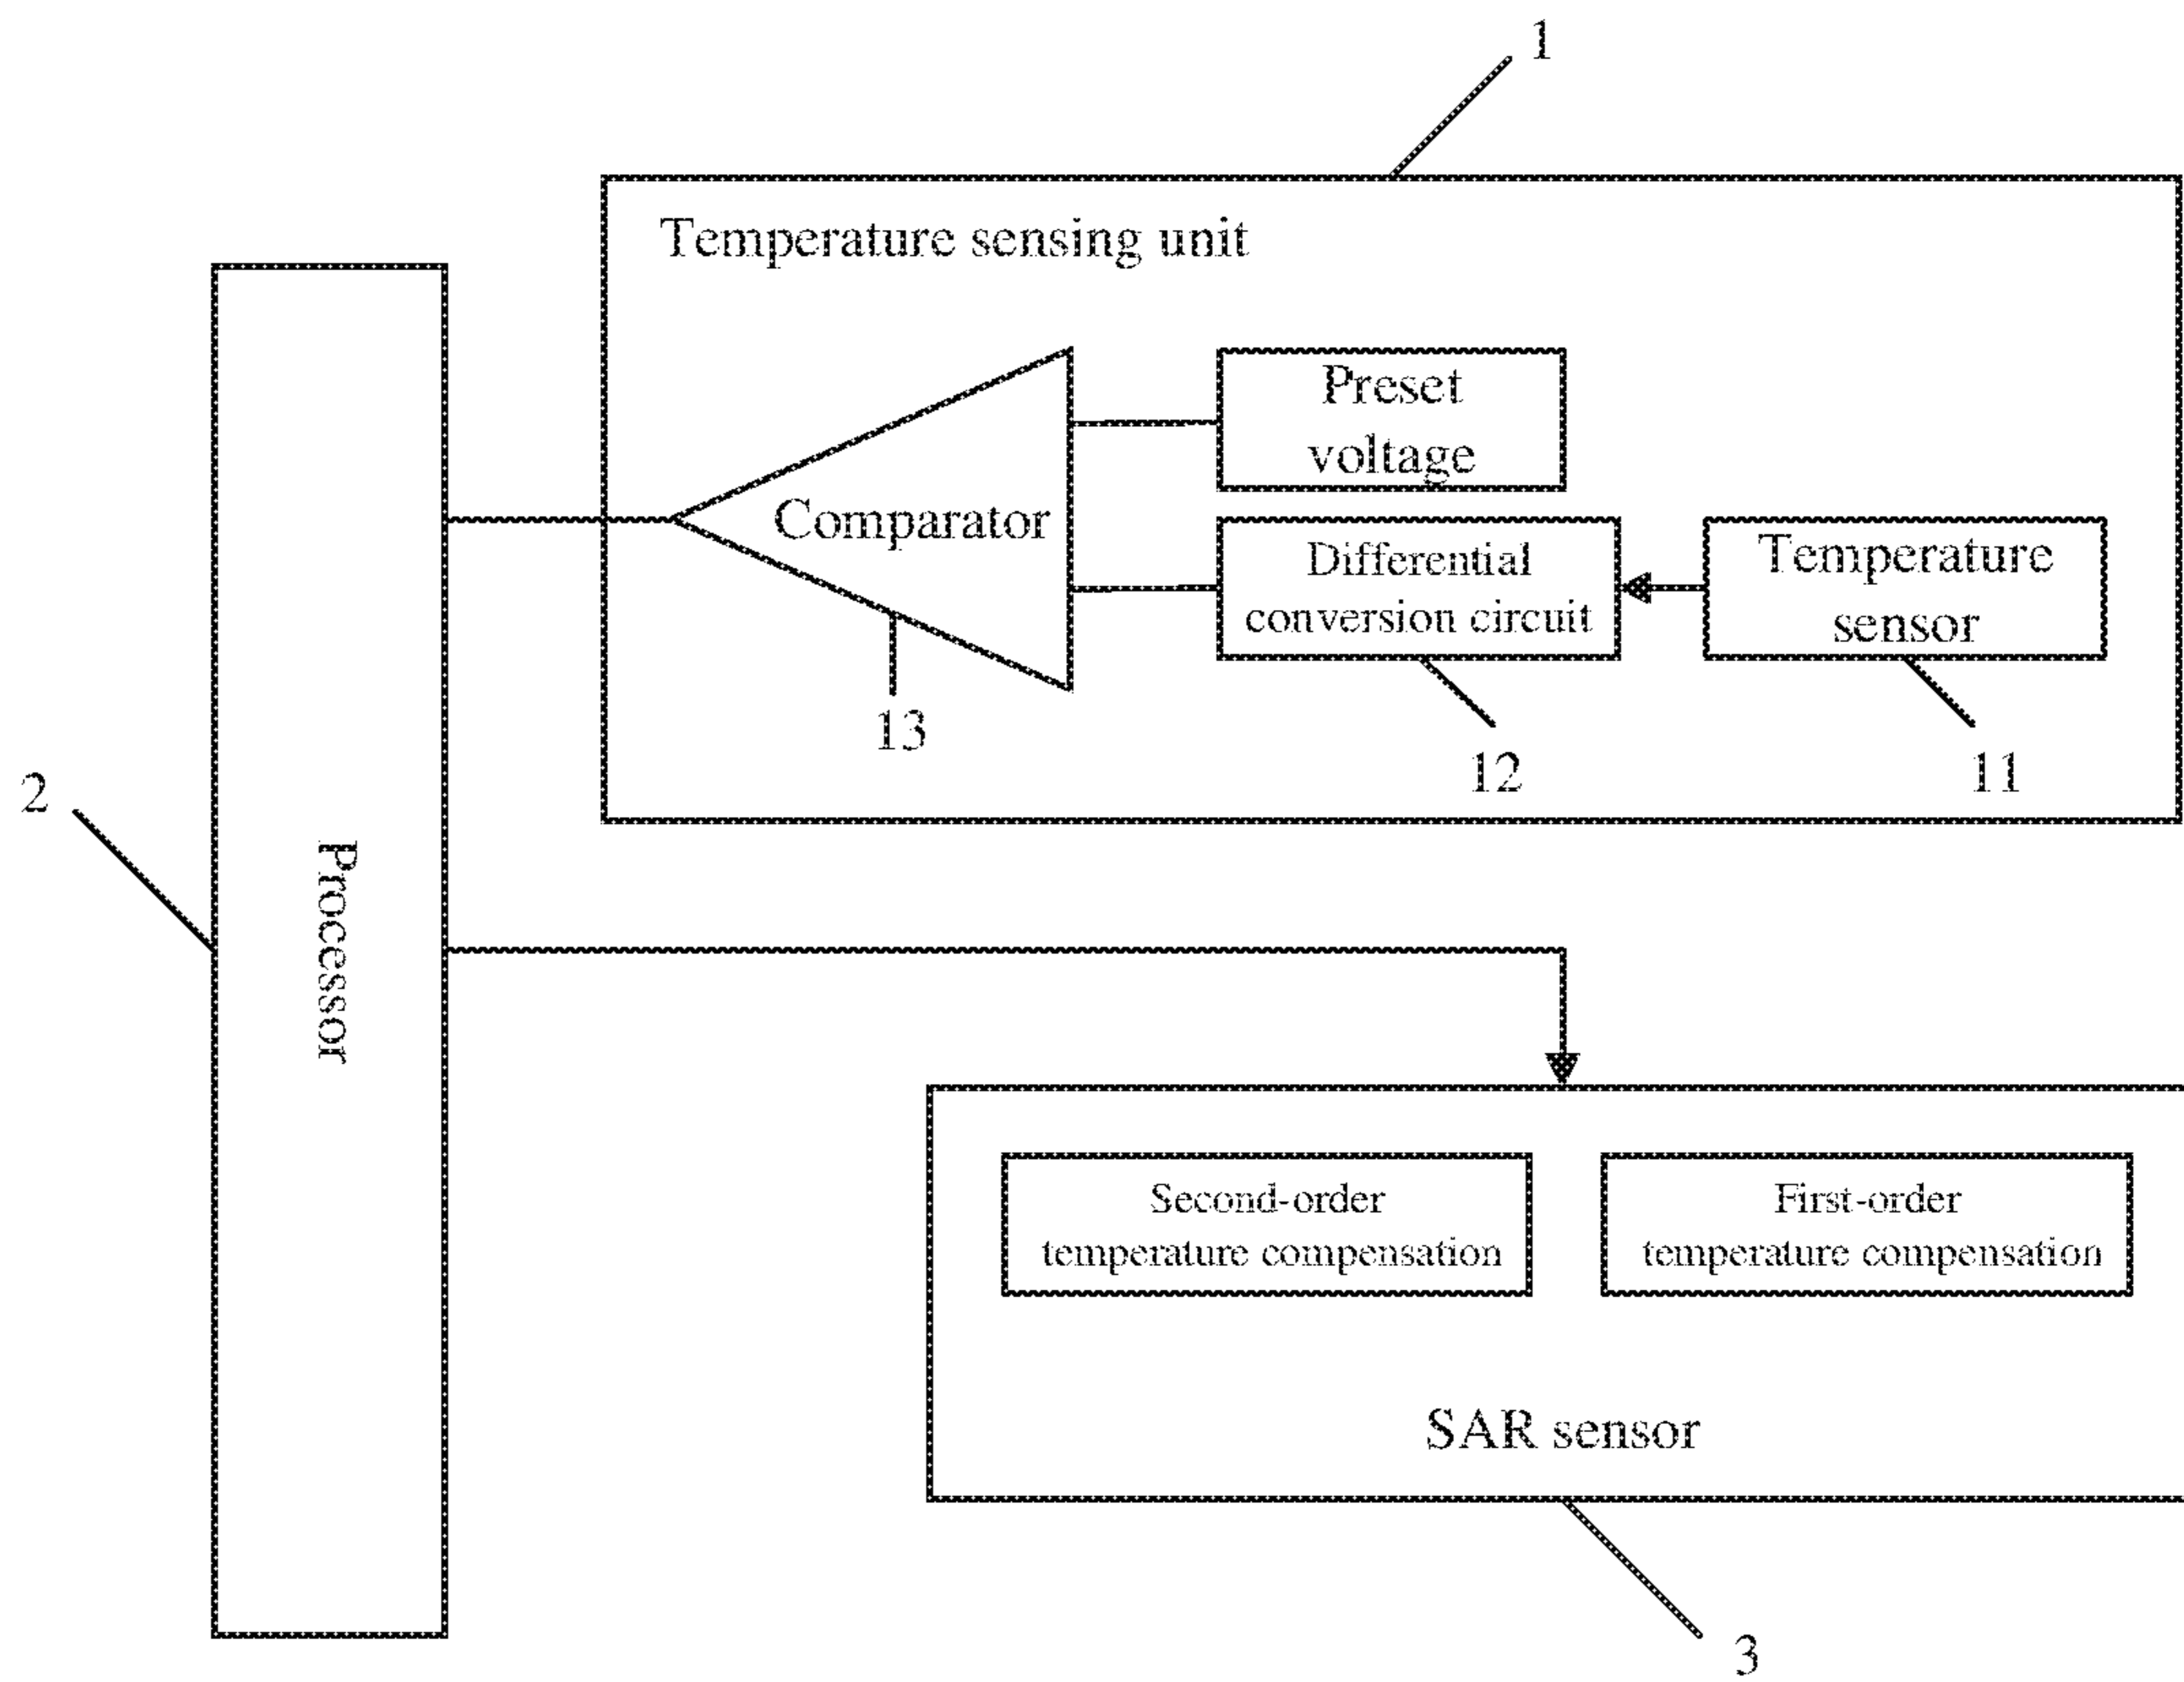 1
Temperature sensing unit
Preset
voltage
Comparator
Differential
conversion circuit
Temperature
sensor
13
12
11
2
Processor
Second-order
temperature compensation
First-order
temperature compensation
SAR sensor
3